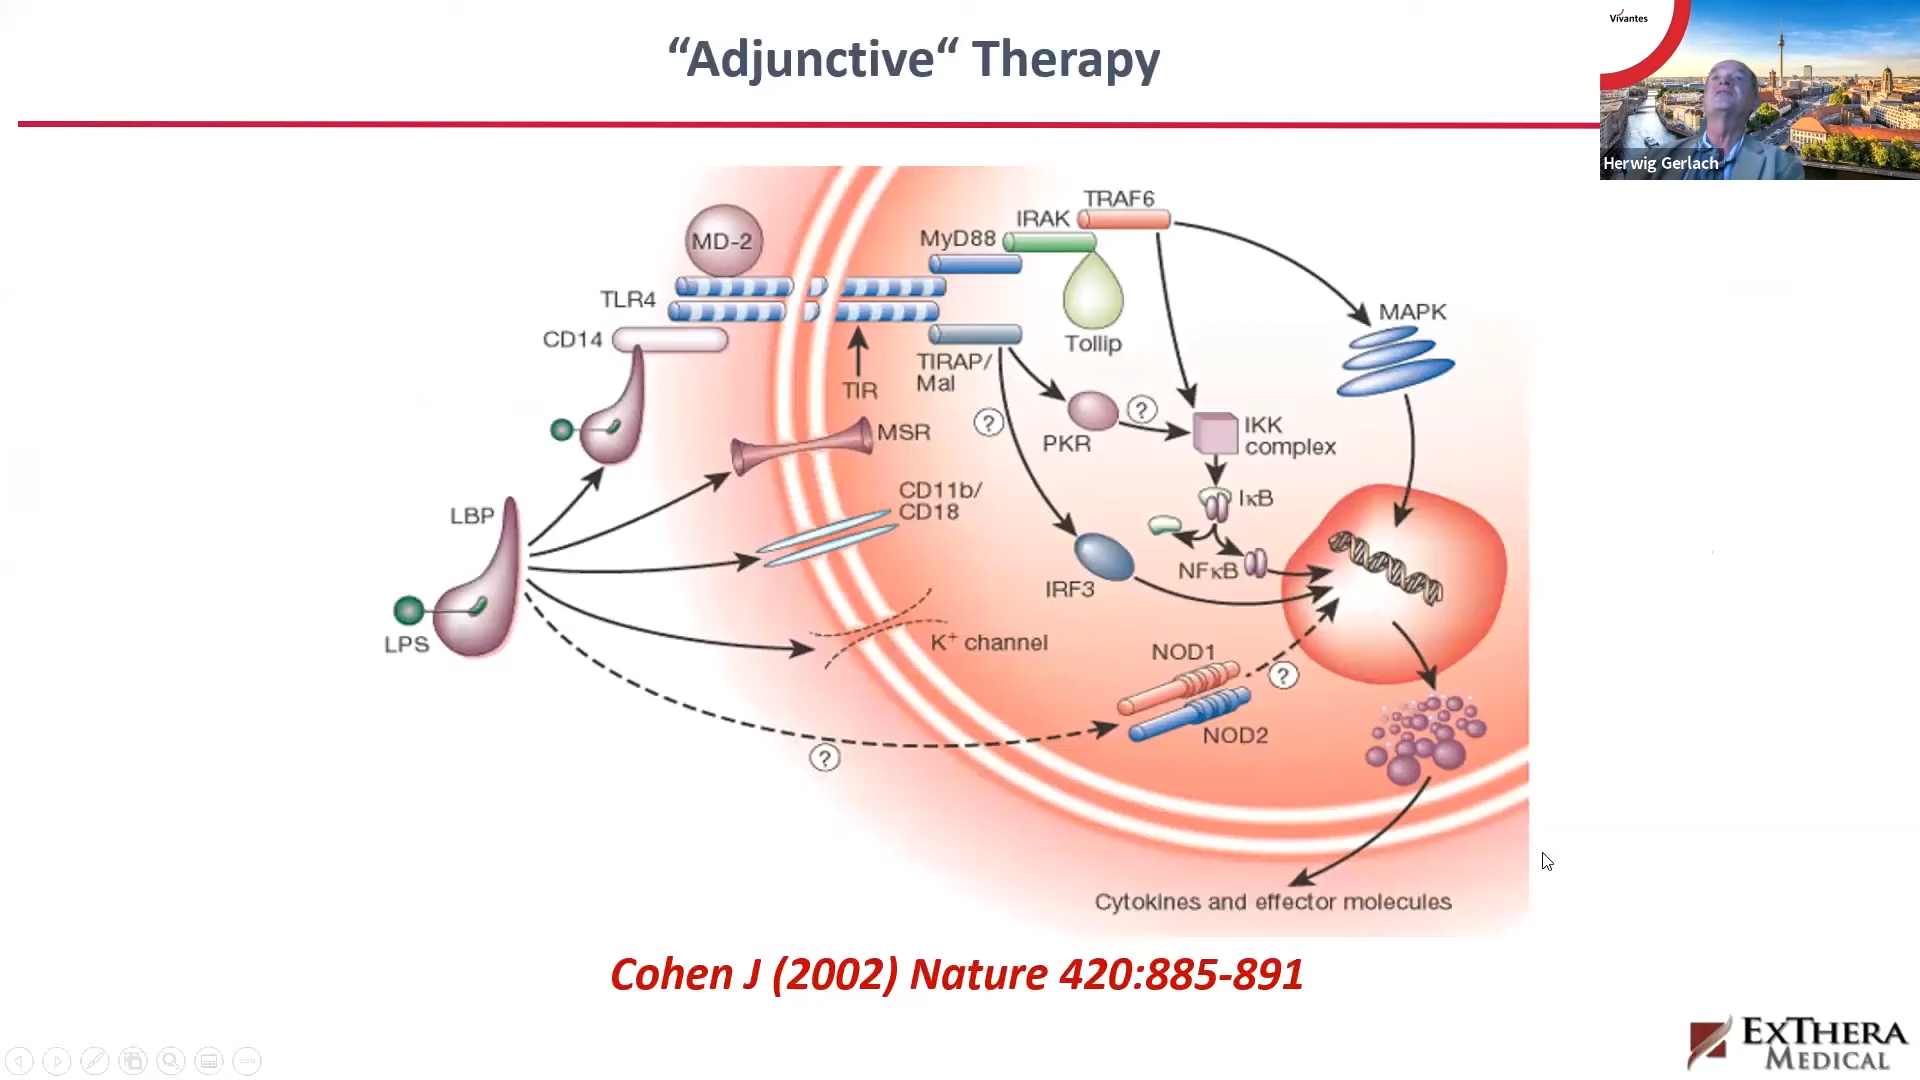 “Adjunctive“ Therapy
Vivantes
Herwig Gerlach
TRAF6
IRAK
MyD88
MD-2
TLR4
CD14
Tollip
MAPK
TIRAP/
Mal
TIR
?
?
PKR
IKK
complex
MSR
CD11b/
CD18
IκB
LBP
NFκB
IRF3
LPS
K⁺ channel
NOD1
?
NOD2
?
Cytokines and effector molecules
Cohen J (2002) Nature 420:885-891
EXTHERA
MEDICAL